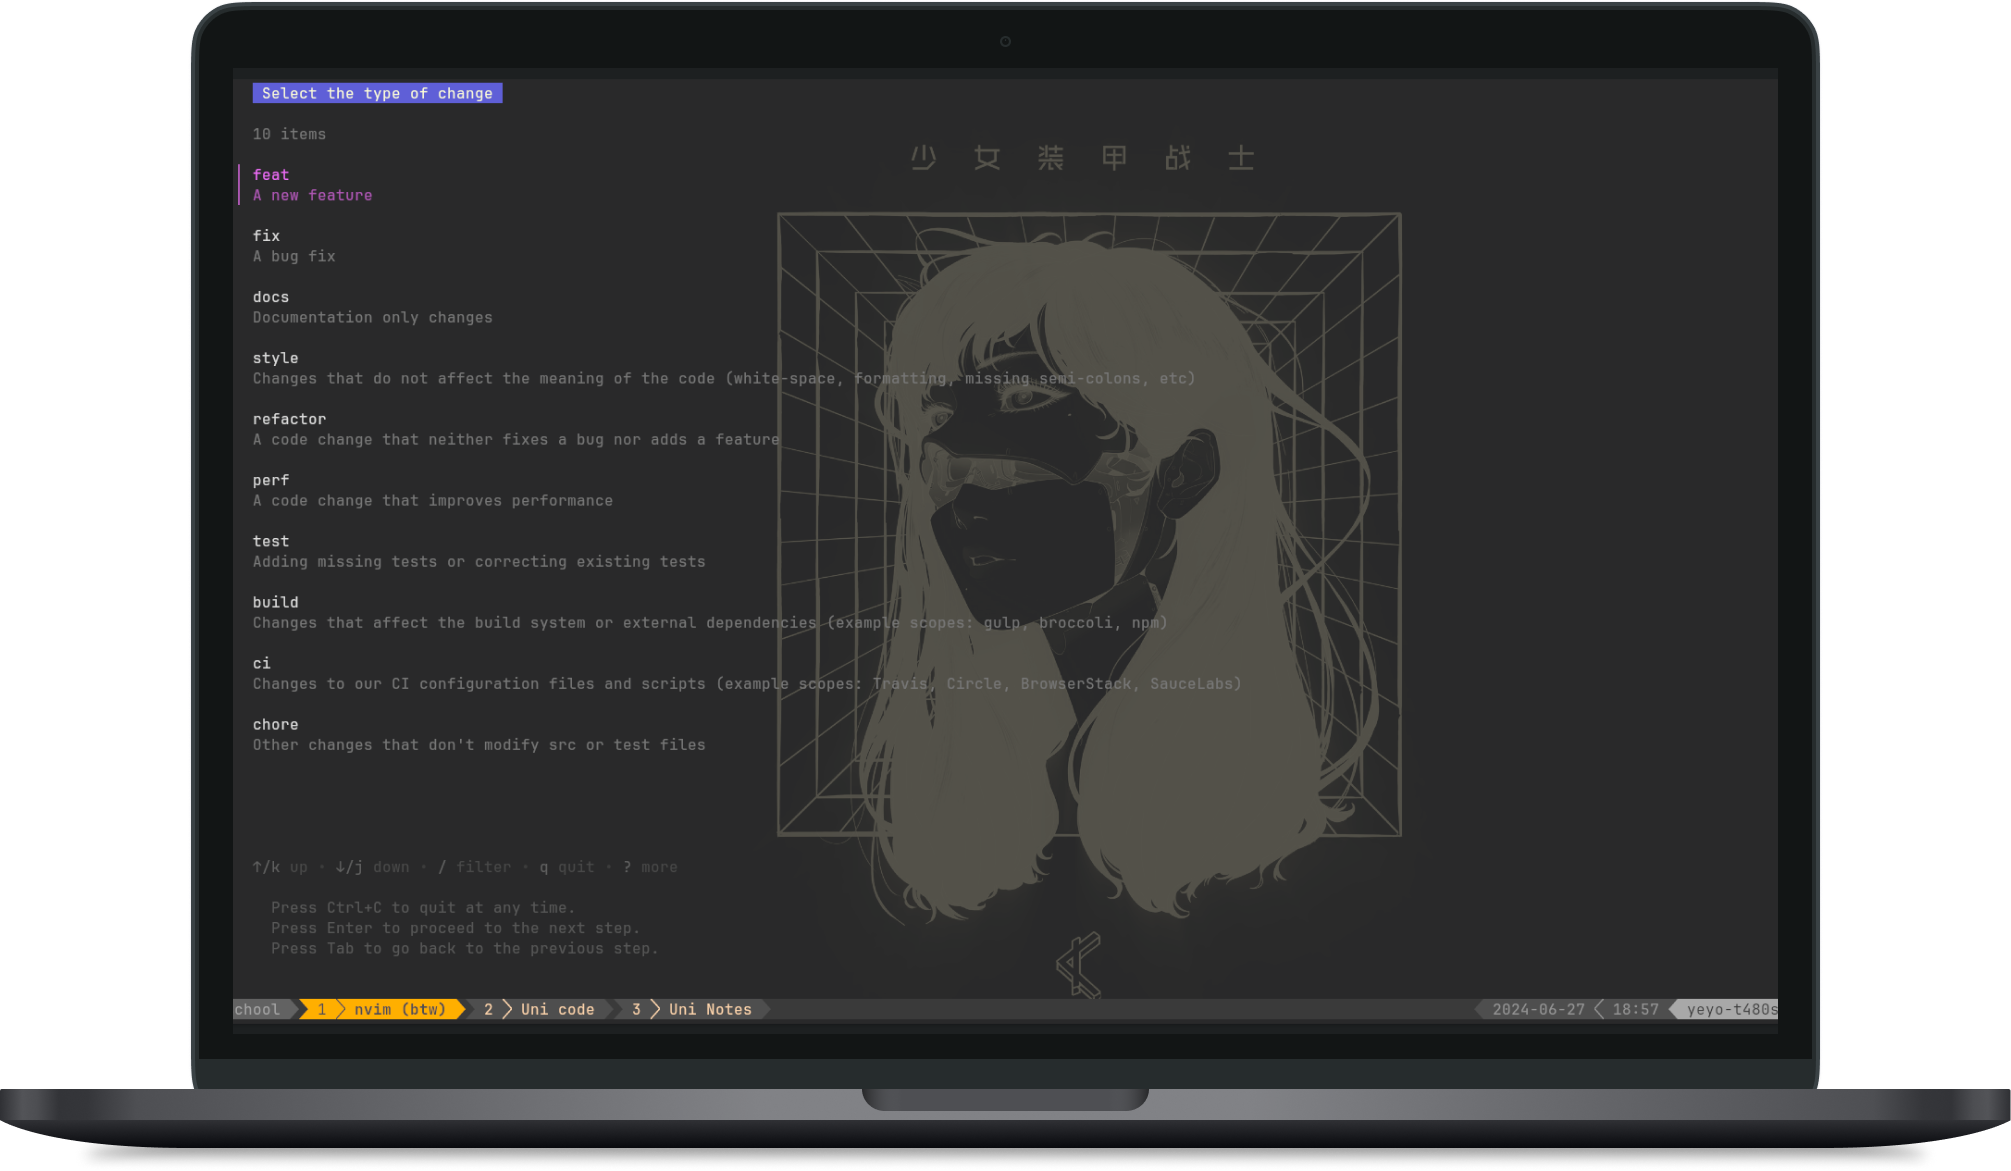 Select the type of change
10 items
少女装甲战士
feat
A new feature
fix
A bug fix
docs
Documentation only changes
style
Changes that do not affect the meaning of the code (white-space, formatting, missing semi-colons, etc)
refactor
A code change that neither fixes a bug nor adds a feature
perf
A code change that improves performance
test
Adding missing tests or correcting existing tests
build
Changes that affect the build system or external dependencies (example scopes: gulp, broccoli, npm)
ci
Changes to our CI configuration files and scripts (example scopes: Travis, Circle, BrowserStack, SauceLabs)
chore
Other changes that don't modify src or test files
↑/k up • ↓/j down • / filter • q quit • ? more
Press Ctrl+C to quit at any time.
Press Enter to proceed to the next step.
Press Tab to go back to the previous step.
chool 1 nvim (btw) 2 Uni code 3 Uni Notes 2024-06-27 18:57 yeyo-t480s